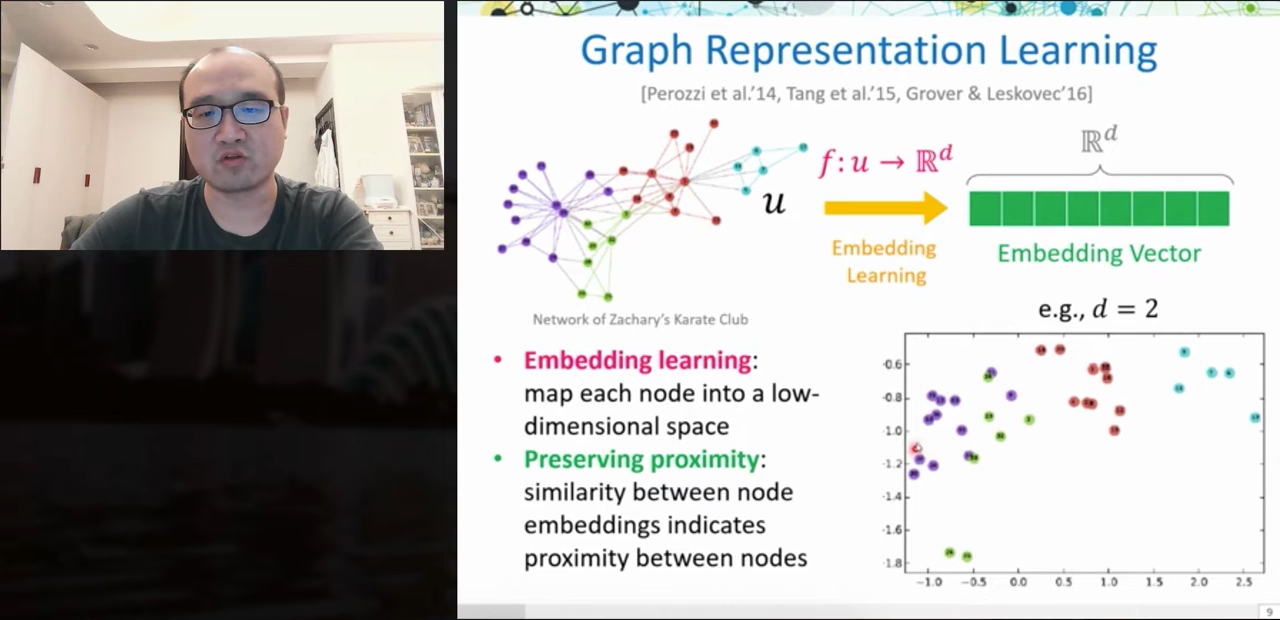 Graph Representation Learning
[Perozzi et al.’14, Tang et al.’15, Grover & Leskovec’16]
ℝᵈ
f: u → ℝᵈ
u
Embedding
Learning
Embedding Vector
Network of Zachary’s Karate Club
e.g., d = 2
• Embedding learning:
map each node into a low-
dimensional space
• Preserving proximity:
similarity between node
embeddings indicates
proximity between nodes
-0.6
-0.8
-1.0
-1.2
-1.4
-1.6
-1.8
-1.0 -0.5 0.0 0.5 1.0 1.5 2.0 2.5
9